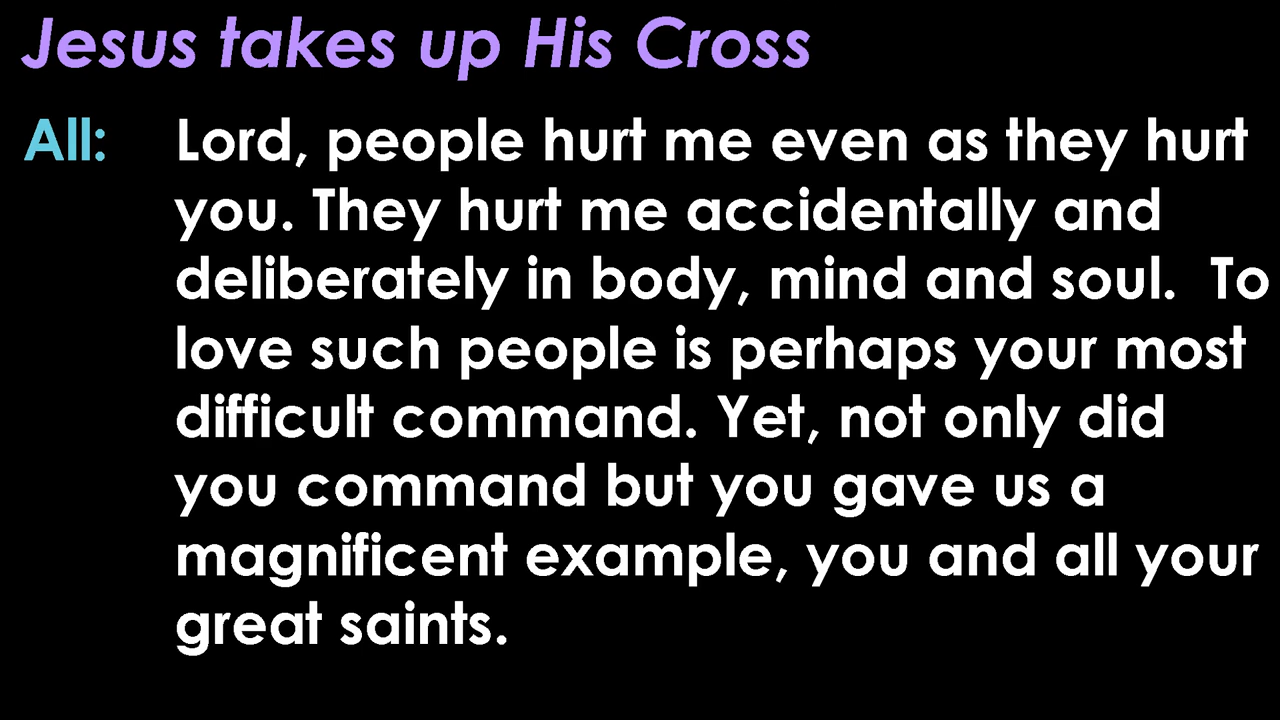 Jesus takes up His Cross
All: Lord, people hurt me even as they hurt
you. They hurt me accidentally and
deliberately in body, mind and soul.  To
love such people is perhaps your most
difficult command. Yet, not only did
you command but you gave us a
magnificent example, you and all your
great saints.